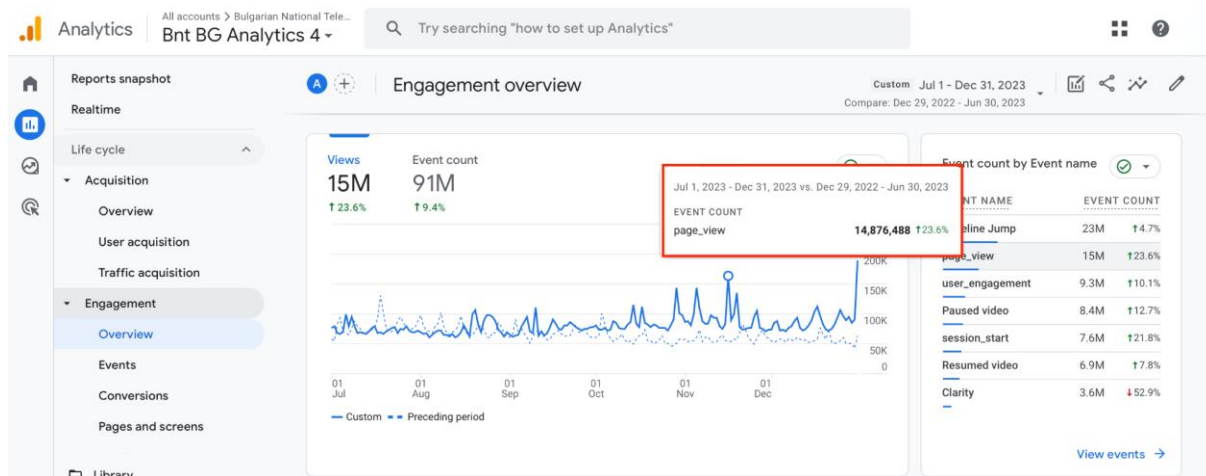 All accounts > Bulgarian National Tele...
Analytics
Bnt BG Analytics 4
Try searching "how to set up Analytics"
Reports snapshot
Realtime
Life cycle
Acquisition
Overview
User acquisition
Traffic acquisition
Engagement
Overview
Events
Conversions
Pages and screens
Library
A
Engagement overview
Custom Jul 1 - Dec 31, 2023
Compare: Dec 29, 2022 - Jun 30, 2023
Views
15M
↑ 23.6%
Event count
91M
↑ 9.4%
Jul 1, 2023 - Dec 31, 2023 vs. Dec 29, 2022 - Jun 30, 2023
EVENT COUNT
page_view 14,876,488 ↑23.6%
200K
150K
100K
50K
0
01 Jul
01 Aug
01 Sep
01 Oct
01 Nov
01 Dec
Custom
Preceding period
Event count by Event name
NT NAME EVENT COUNT
eline Jump 23M ↑4.7%
page_view 15M ↑23.6%
user_engagement 9.3M ↑10.1%
Paused video 8.4M ↑12.7%
session_start 7.6M ↑21.8%
Resumed video 6.9M ↑7.8%
Clarity 3.6M ↓52.9%
View events →